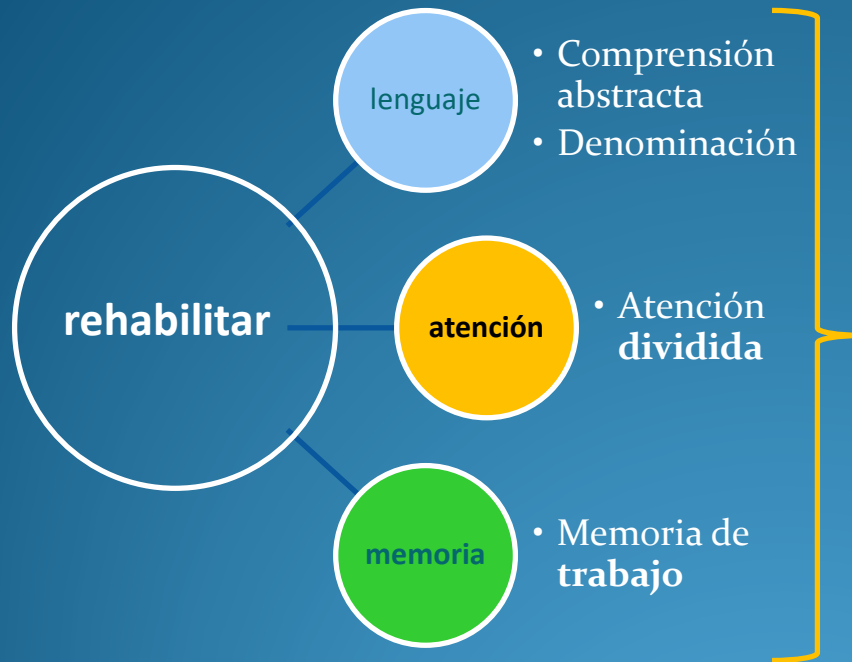 rehabilitar
lenguaje
• Comprensión
abstracta
• Denominación
atención
• Atención
dividida
memoria
• Memoria de
trabajo